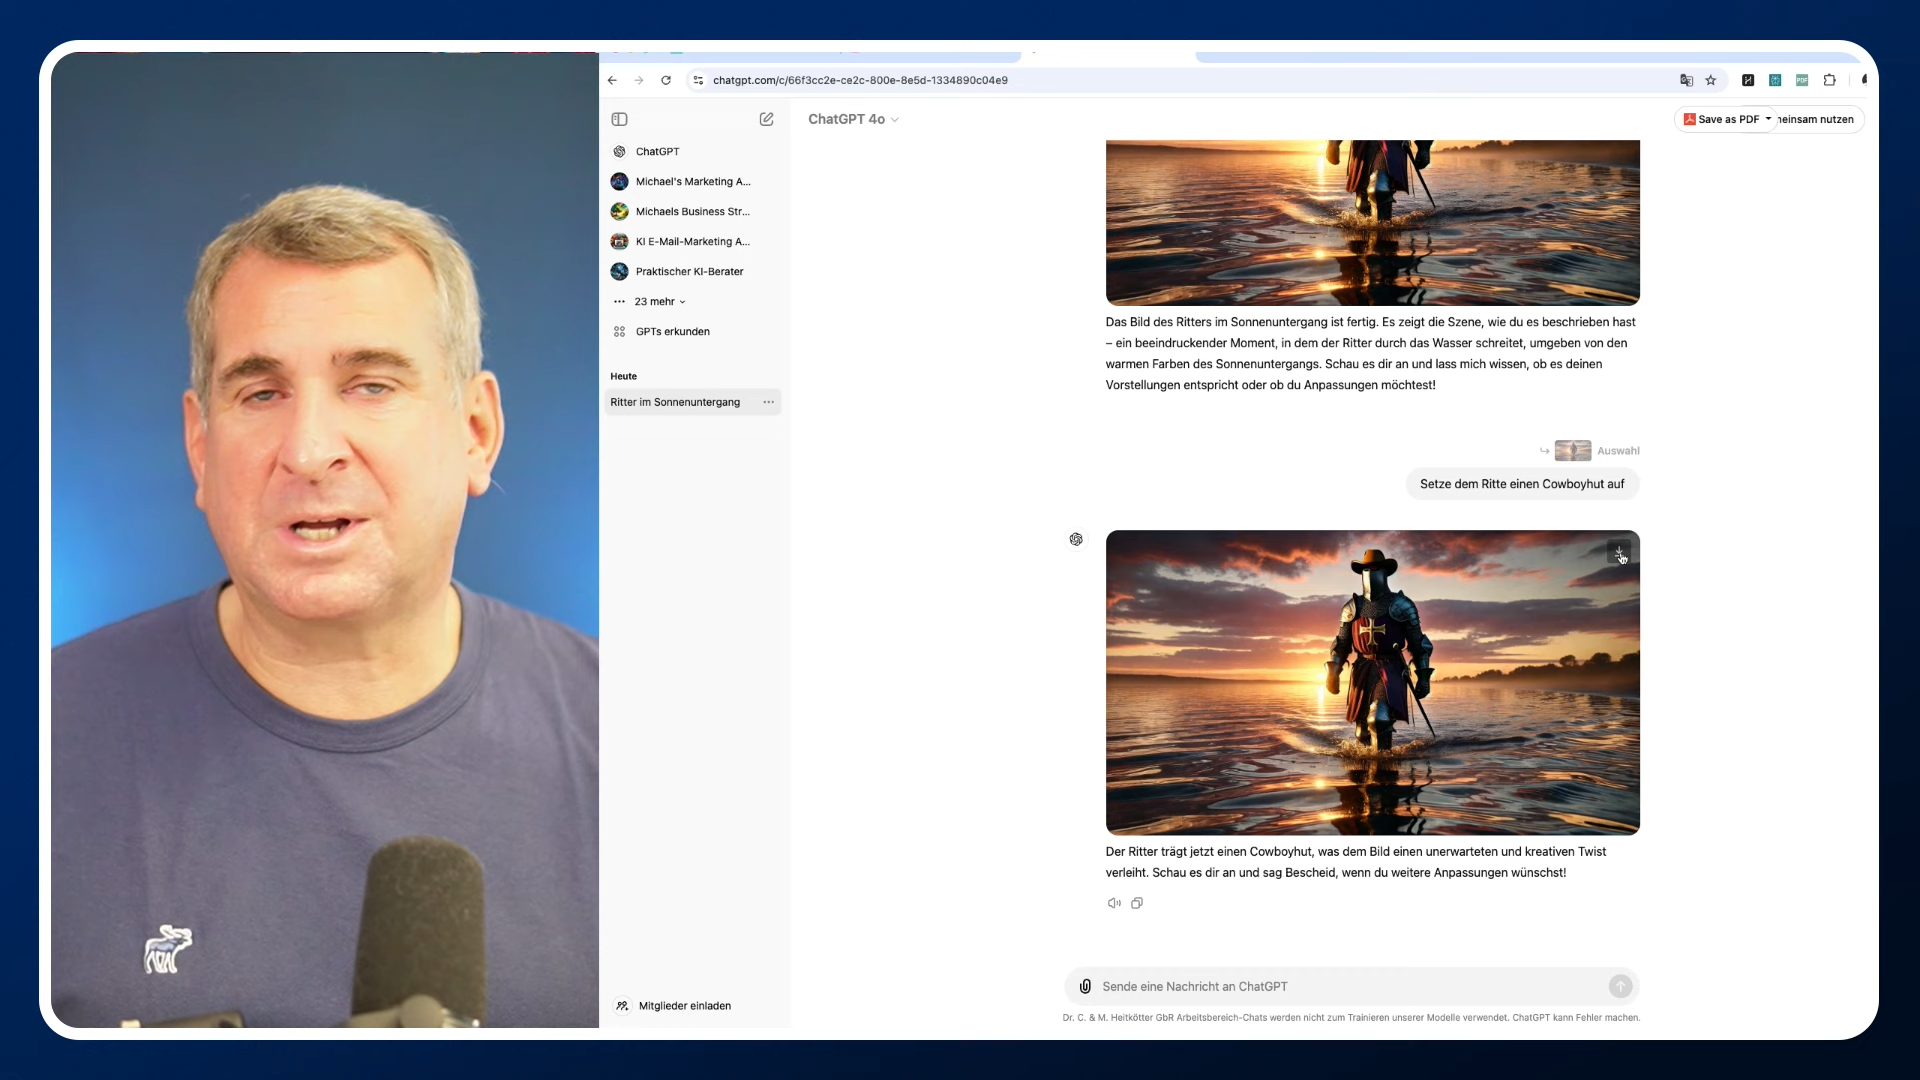 chatgpt.com/c/66f3cc2e-ce2c-800e-8e5d-1334890c04e9
ChatGPT 4o
Save as PDF
neinsam nutzen
ChatGPT
Michael's Marketing A...
Michaels Business Str...
KI E-Mail-Marketing A...
Praktischer KI-Berater
23 mehr
GPTs erkunden
Heute
Ritter im Sonnenuntergang
Mitglieder einladen
Das Bild des Ritters im Sonnenuntergang ist fertig. Es zeigt die Szene, wie du es beschrieben hast
– ein beeindruckender Moment, in dem der Ritter durch das Wasser schreitet, umgeben von den
warmen Farben des Sonnenuntergangs. Schau es dir an und lass mich wissen, ob es deinen
Vorstellungen entspricht oder ob du Anpassungen möchtest!
Auswahl
Setze dem Ritte einen Cowboyhut auf
Der Ritter trägt jetzt einen Cowboyhut, was dem Bild einen unerwarteten und kreativen Twist
verleiht. Schau es dir an und sag Bescheid, wenn du weitere Anpassungen wünschst!
Sende eine Nachricht an ChatGPT
Dr. C. & M. Heitkötter GbR Arbeitsbereich-Chats werden nicht zum Trainieren unserer Modelle verwendet. ChatGPT kann Fehler machen.